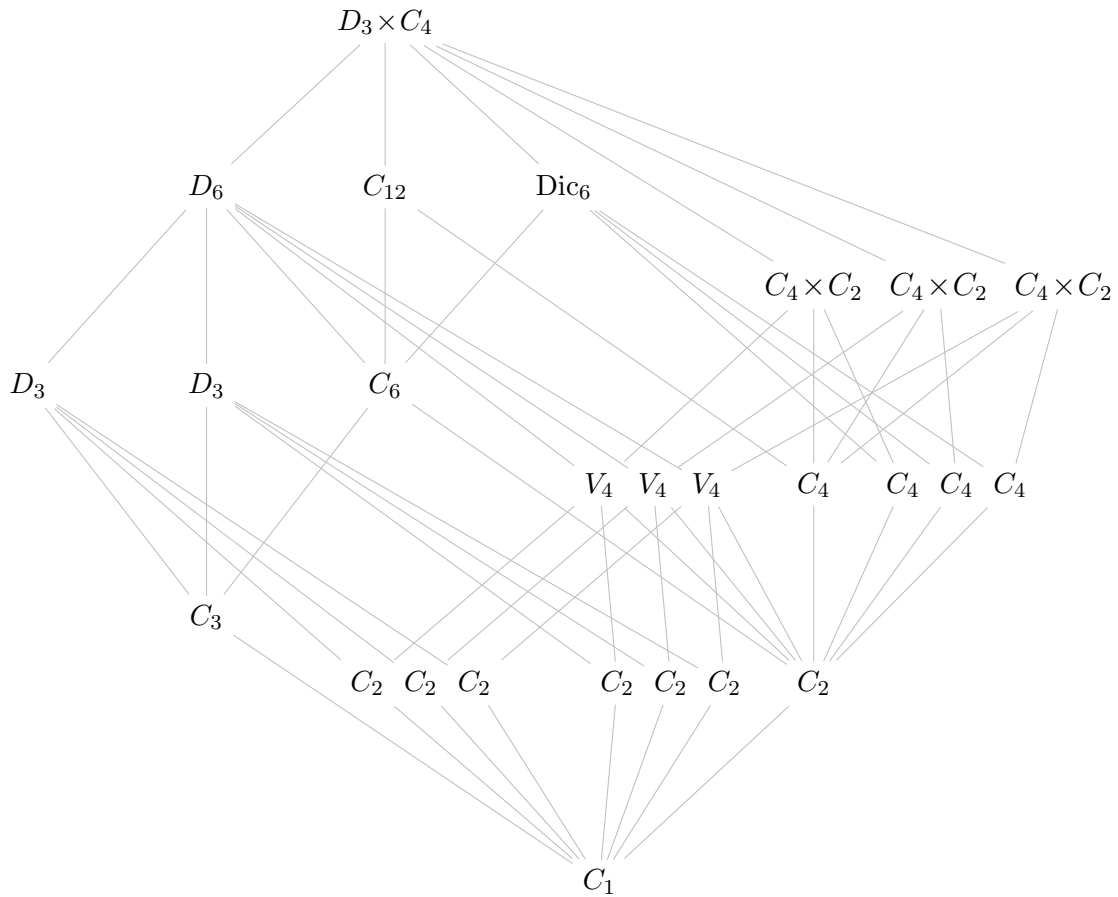 D₃×C₄
D₆ C₁₂ Dic₆
C₄×C₂ C₄×C₂ C₄×C₂
D₃ D₃ C₆
V₄ V₄ V₄ C₄ C₄ C₄ C₄
C₃
C₂ C₂ C₂ C₂ C₂ C₂ C₂
C₁